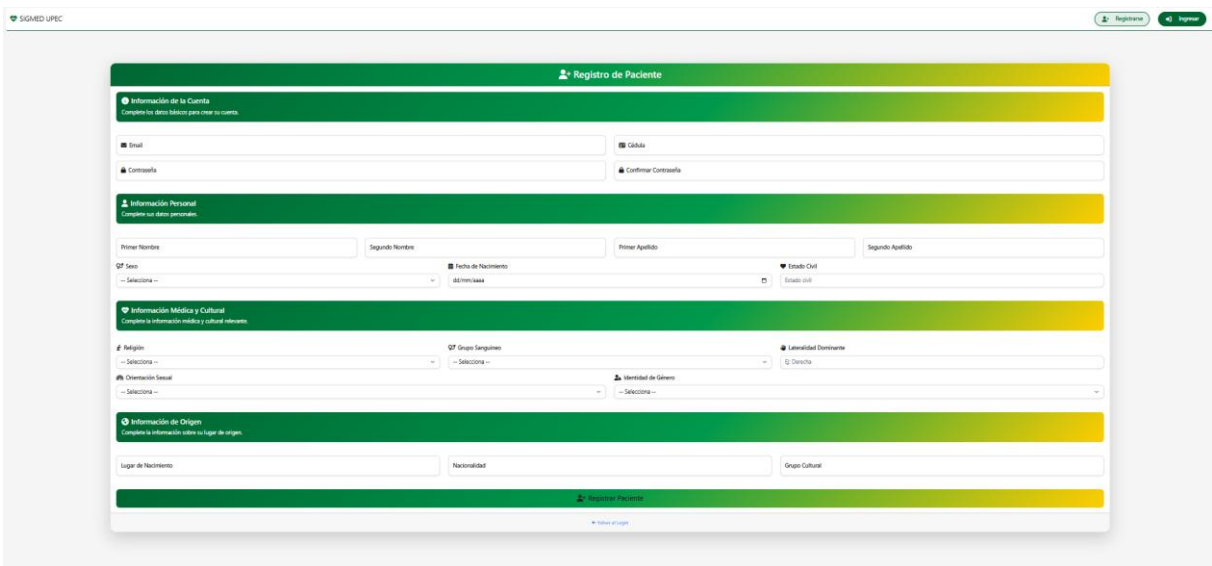 SIGMED UPEC
Registrarse
Ingresar
Registro de Paciente
Información de la Cuenta
Complete los datos básicos para crear su cuenta.
Email
Cédula
Contraseña
Confirmar Contraseña
Información Personal
Complete sus datos personales.
Primer Nombre
Segundo Nombre
Primer Apellido
Segundo Apellido
Sexo
Fecha de Nacimiento
Estado Civil
-- Selecciona --
dd/mm/aaaa
Estado civil
Información Médica y Cultural
Complete la información médica y cultural relevante.
Religión
Grupo Sanguíneo
Lateralidad Dominante
-- Selecciona --
-- Selecciona --
Ej: Derecha
Orientación Sexual
Identidad de Género
-- Selecciona --
-- Selecciona --
Información de Origen
Complete la información sobre su lugar de origen.
Lugar de Nacimiento
Nacionalidad
Grupo Cultural
Registrar Paciente
Volver al Login